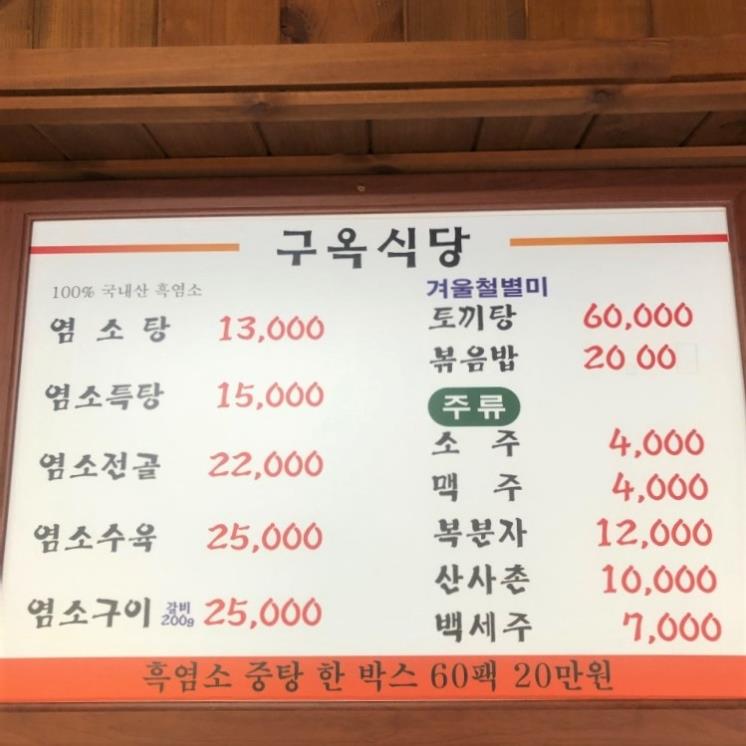 구옥식당
100% 국내산 흑염소
염 소 탕 13,000
염소특탕 15,000
염소전골 22,000
염소수육 25,000
염소구이 갈비 200g 25,000
겨울철별미
토끼탕 60,000
볶음밥 20 00
주류
소 주 4,000
맥 주 4,000
복분자 12,000
산사춘 10,000
백세주 7,000
흑염소 중탕 한 박스 60팩 20만원